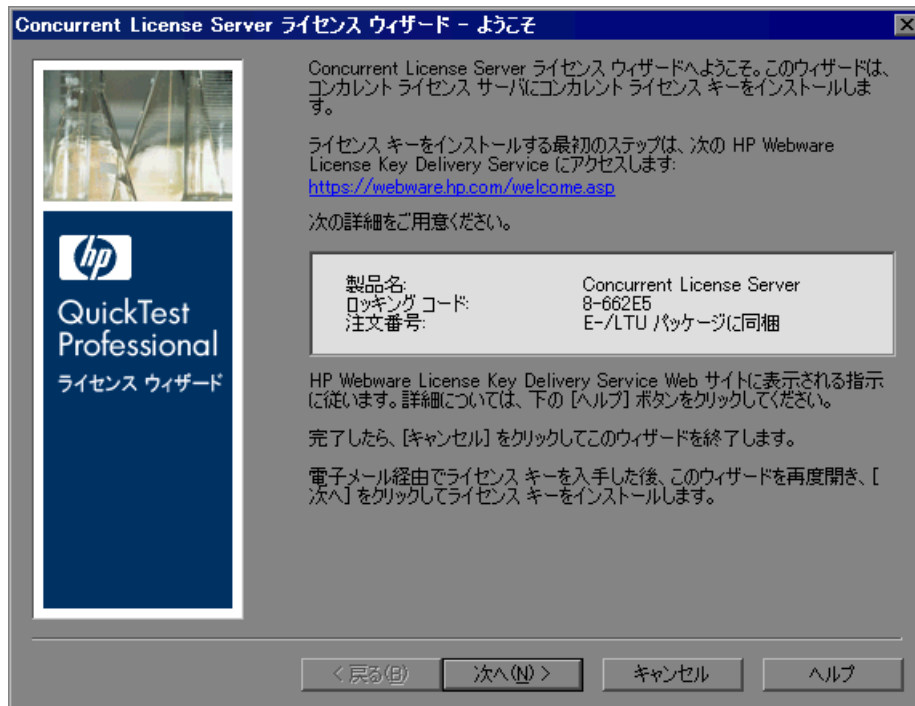 Concurrent License Server ライセンス ウィザード - ようこそ
Concurrent License Server ライセンス ウィザードへようこそ。このウィザードは、
コンカレント ライセンス サーバにコンカレント ライセンス キーをインストールしま
す。
ライセンス キーをインストールする最初のステップは、次の HP Webware
License Key Delivery Service にアクセスします:
https://webware.hp.com/welcome.asp
次の詳細をご用意ください。
製品名: Concurrent License Server
ロッキング コード: 8-662E5
注文番号: E-/LTU パッケージに同梱
hp
QuickTest
Professional
ライセンス ウィザード
HP Webware License Key Delivery Service Web サイトに表示される指示
に従います。詳細については、下の [ヘルプ] ボタンをクリックしてください。
完了したら、[キャンセル] をクリックしてこのウィザードを終了します。
電子メール経由でライセンス キーを入手した後、このウィザードを再度開き、[
次へ] をクリックしてライセンス キーをインストールします。
< 戻る(B) 次へ(N) > キャンセル ヘルプ